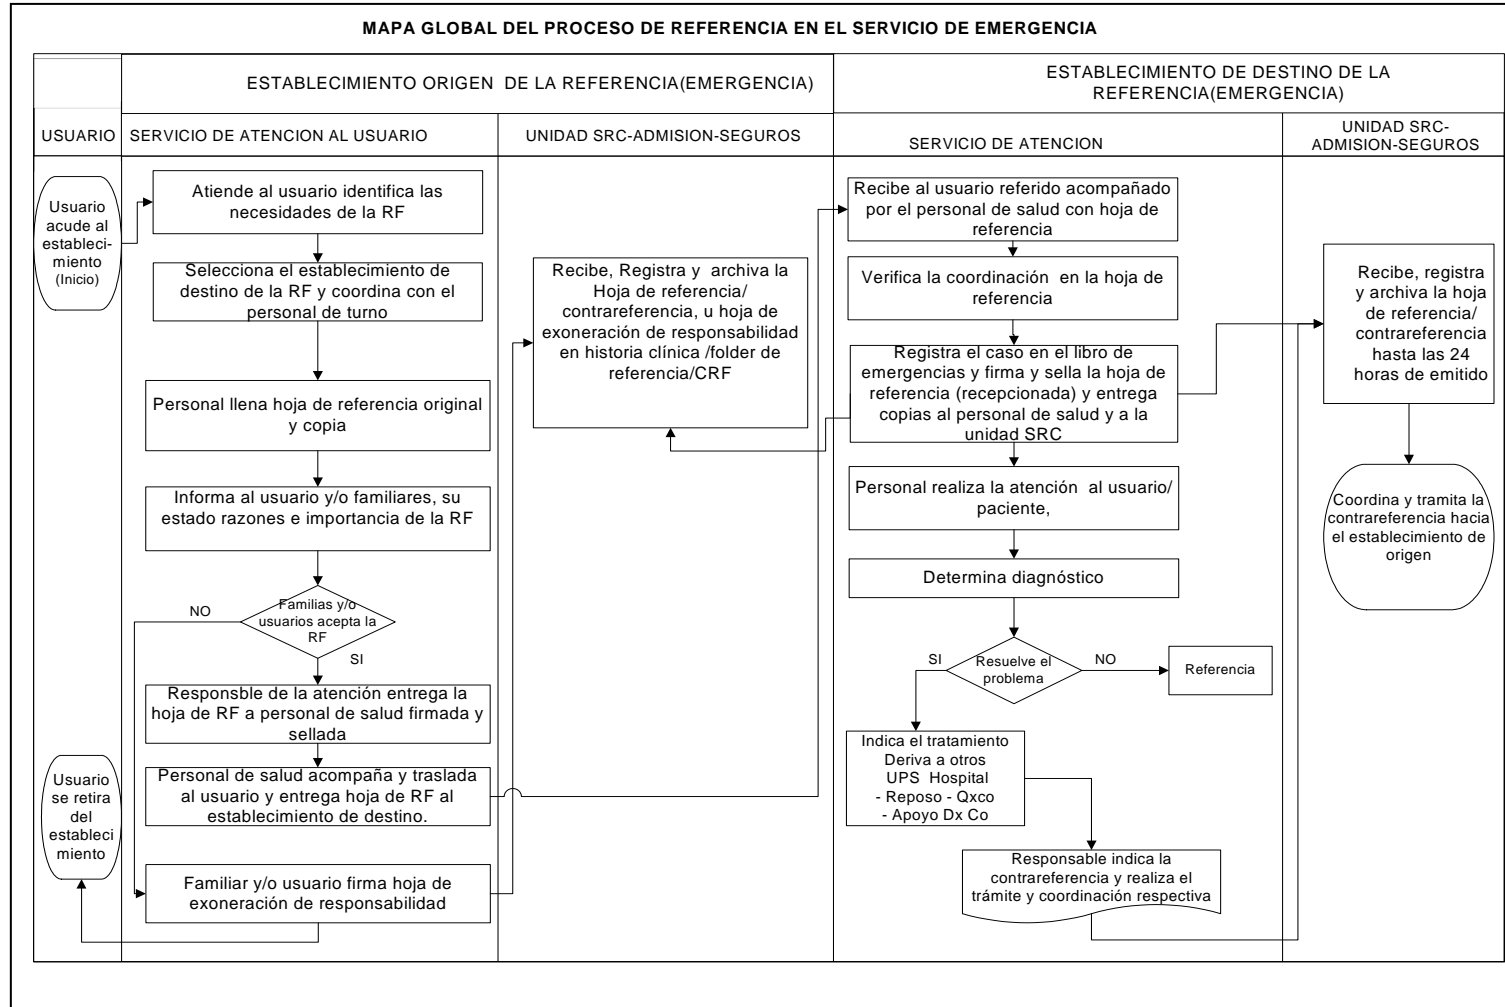 MAPA GLOBAL DEL PROCESO DE REFERENCIA EN EL SERVICIO DE EMERGENCIA
ESTABLECIMIENTO ORIGEN DE LA REFERENCIA(EMERGENCIA)
ESTABLECIMIENTO DE DESTINO DE LA
REFERENCIA(EMERGENCIA)
USUARIO
SERVICIO DE ATENCION AL USUARIO
UNIDAD SRC-ADMISION-SEGUROS
SERVICIO DE ATENCION
UNIDAD SRC-
ADMISION-SEGUROS
Usuario
acude al
estableci-
miento
(Inicio)
Atiende al usuario identifica las
necesidades de la RF
Selecciona el establecimiento de
destino de la RF y coordina con el
personal de turno
Personal llena hoja de referencia original
y copia
Informa al usuario y/o familiares, su
estado razones e importancia de la RF
Familias y/o
usuarios acepta la
RF
NO
SI
Responsble de la atención entrega la
hoja de RF a personal de salud firmada y
sellada
Personal de salud acompaña y traslada
al usuario y entrega hoja de RF al
establecimiento de destino.
Familiar y/o usuario firma hoja de
exoneración de responsabilidad
Usuario
se retira
del
estableci
miento
Recibe, Registra y archiva la
Hoja de referencia/
contrareferencia, u hoja de
exoneración de responsabilidad
en historia clínica /folder de
referencia/CRF
Recibe al usuario referido acompañado
por el personal de salud con hoja de
referencia
Verifica la coordinación en la hoja de
referencia
Registra el caso en el libro de
emergencias y firma y sella la hoja de
referencia (recepcionada) y entrega
copias al personal de salud y a la
unidad SRC
Personal realiza la atención al usuario/
paciente,
Determina diagnóstico
Resuelve el
problema
SI
NO
Referencia
Indica el tratamiento
Deriva a otros
UPS Hospital
- Reposo - Qxco
- Apoyo Dx Co
Responsable indica la
contrareferencia y realiza el
trámite y coordinación respectiva
Recibe, registra
y archiva la hoja
de referencia/
contrareferencia
hasta las 24
horas de emitido
Coordina y tramita la
contrareferencia hacia
el establecimiento de
origen